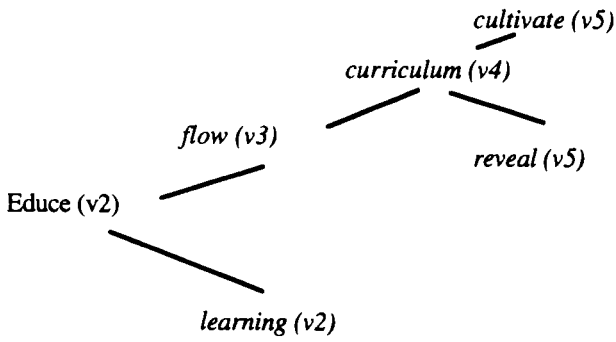 cultivate (v5)
curriculum (v4)
flow (v3)
reveal (v5)
Educe (v2)
learning (v2)